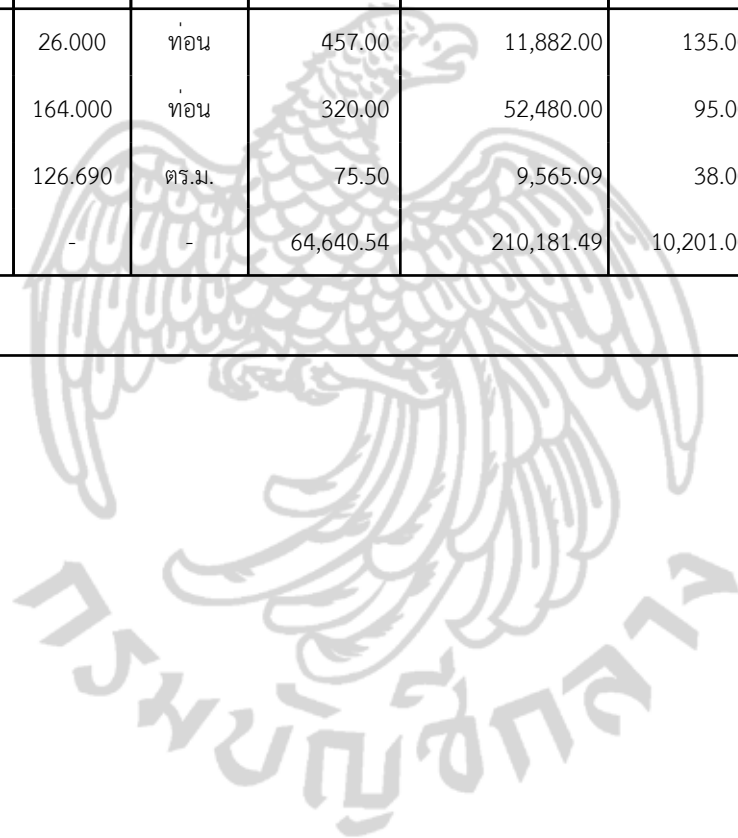 26.000 ท่อน 457.00 11,882.00 135.0
164.000 ท่อน 320.00 52,480.00 95.0
126.690 ตร.ม. 75.50 9,565.09 38.0
- - 64,640.54 210,181.49 10,201.0
กรมบัญชีกลาง